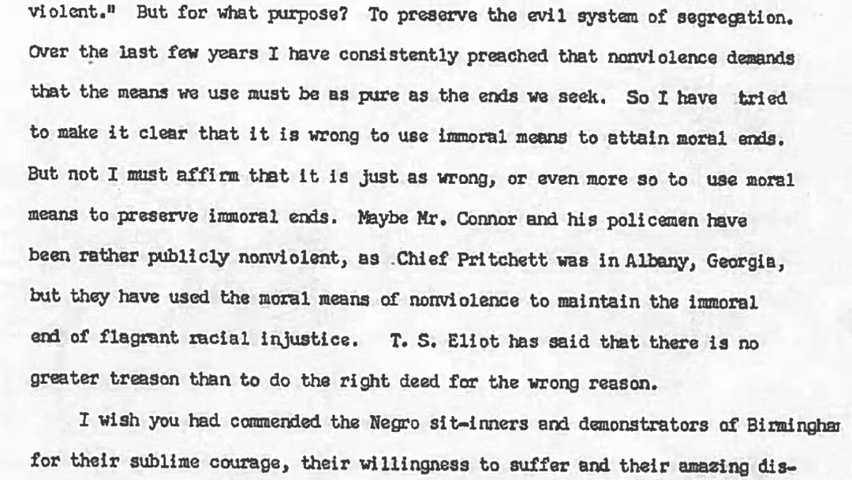 violent." But for what purpose? To preserve the evil system of segregation.
Over the last few years I have consistently preached that nonviolence demands
that the means we use must be as pure as the ends we seek. So I have tried
to make it clear that it is wrong to use immoral means to attain moral ends.
But not I must affirm that it is just as wrong, or even more so to use moral
means to preserve immoral ends. Maybe Mr. Connor and his policemen have
been rather publicly nonviolent, as Chief Pritchett was in Albany, Georgia,
but they have used the moral means of nonviolence to maintain the immoral
end of flagrant racial injustice. T. S. Eliot has said that there is no
greater treason than to do the right deed for the wrong reason.
I wish you had commended the Negro sit-inners and demonstrators of Birmingham
for their sublime courage, their willingness to suffer and their amazing dis-